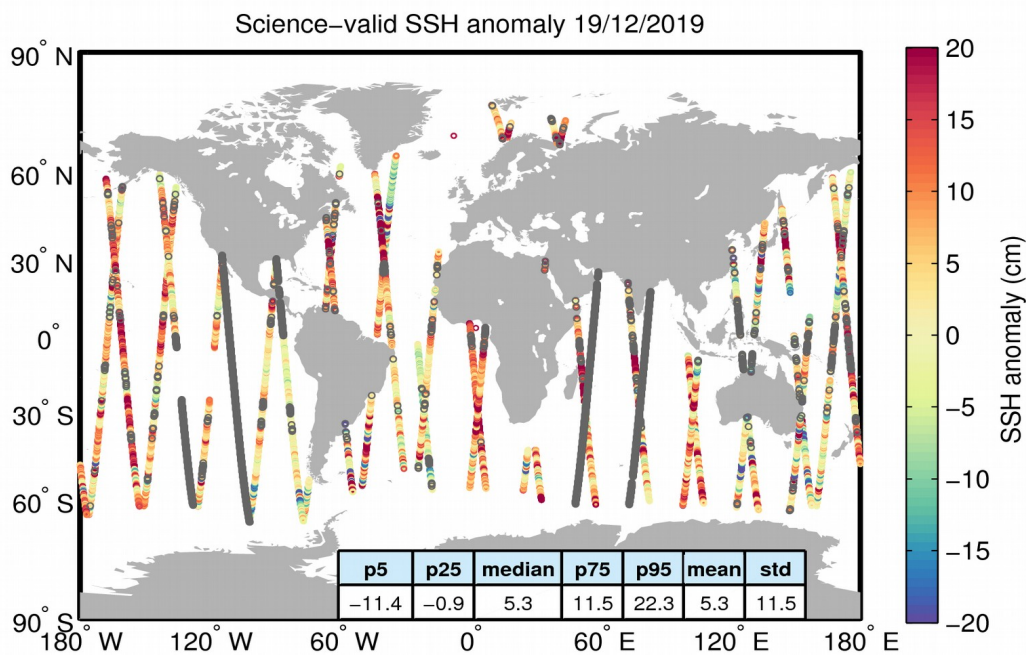 Science−valid SSH anomaly 19/12/2019
90° N
60° N
30° N
0°
30° S
60° S
90° S
180° W
120° W
60° W
0°
60° E
120° E
180° E
p5 p25 median p75 p95 mean std
−11.4 −0.9 5.3 11.5 22.3 5.3 11.5
20
15
10
5
0
−5
−10
−15
−20
SSH anomaly (cm)